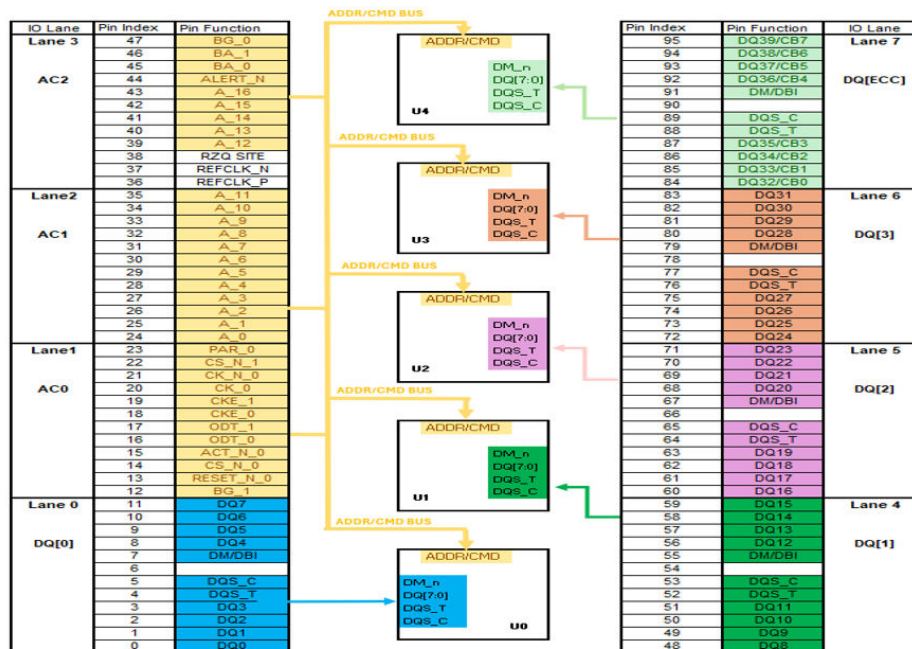 IO Lane Pin Index Pin Function
Lane 3 47 BG_0
46 BA_1
45 BA_0
AC2 44 ALERT_N
43 A_16
42 A_15
41 A_14
40 A_13
39 A_12
38 RZQ SITE
37 REFCLK_N
36 REFCLK_P
Lane2 35 A_11
34 A_10
33 A_9
AC1 32 A_8
31 A_7
30 A_6
29 A_5
28 A_4
27 A_3
26 A_2
25 A_1
24 A_0
Lane1 23 PAR_0
22 CS_N_1
21 CK_N_0
AC0 20 CK_0
19 CKE_1
18 CKE_0
17 ODT_1
16 ODT_0
15 ACT_N_0
14 CS_N_0
13 RESET_N_0
12 BG_1
Lane 0 11 DQ7
10 DQ6
9 DQ5
DQ[0] 8 DQ4
7 DM/DBI
6
5 DQS_C
4 DQS_T
3 DQ3
2 DQ2
1 DQ1
0 DQ0
ADDR/CMD BUS
ADDR/CMD
DM_n
DQ[7:0]
DQS_T
DQS_C
U4
ADDR/CMD BUS
ADDR/CMD
DM_n
DQ[7:0]
DQS_T
DQS_C
U3
ADDR/CMD BUS
ADDR/CMD
DM_n
DQ[7:0]
DQS_T
DQS_C
U2
ADDR/CMD BUS
ADDR/CMD
DM_n
DQ[7:0]
DQS_T
DQS_C
U1
ADDR/CMD BUS
ADDR/CMD
DM_n
DQ[7:0]
DQS_T
DQS_C
U0
Pin Index Pin Function IO Lane
95 DQ39/CB7 Lane 7
94 DQ38/CB6
93 DQ37/CB5
92 DQ36/CB4 DQ[ECC]
91 DM/DBI
90
89 DQS_C
88 DQS_T
87 DQ35/CB3
86 DQ34/CB2
85 DQ33/CB1
84 DQ32/CB0
83 DQ31 Lane 6
82 DQ30
81 DQ29
80 DQ28 DQ[3]
79 DM/DBI
78
77 DQS_C
76 DQS_T
75 DQ27
74 DQ26
73 DQ25
72 DQ24
71 DQ23 Lane 5
70 DQ22
69 DQ21
68 DQ20 DQ[2]
67 DM/DBI
66
65 DQS_C
64 DQS_T
63 DQ19
62 DQ18
61 DQ17
60 DQ16
59 DQ15 Lane 4
58 DQ14
57 DQ13
56 DQ12 DQ[1]
55 DM/DBI
54
53 DQS_C
52 DQS_T
51 DQ11
50 DQ10
49 DQ9
48 DQ8